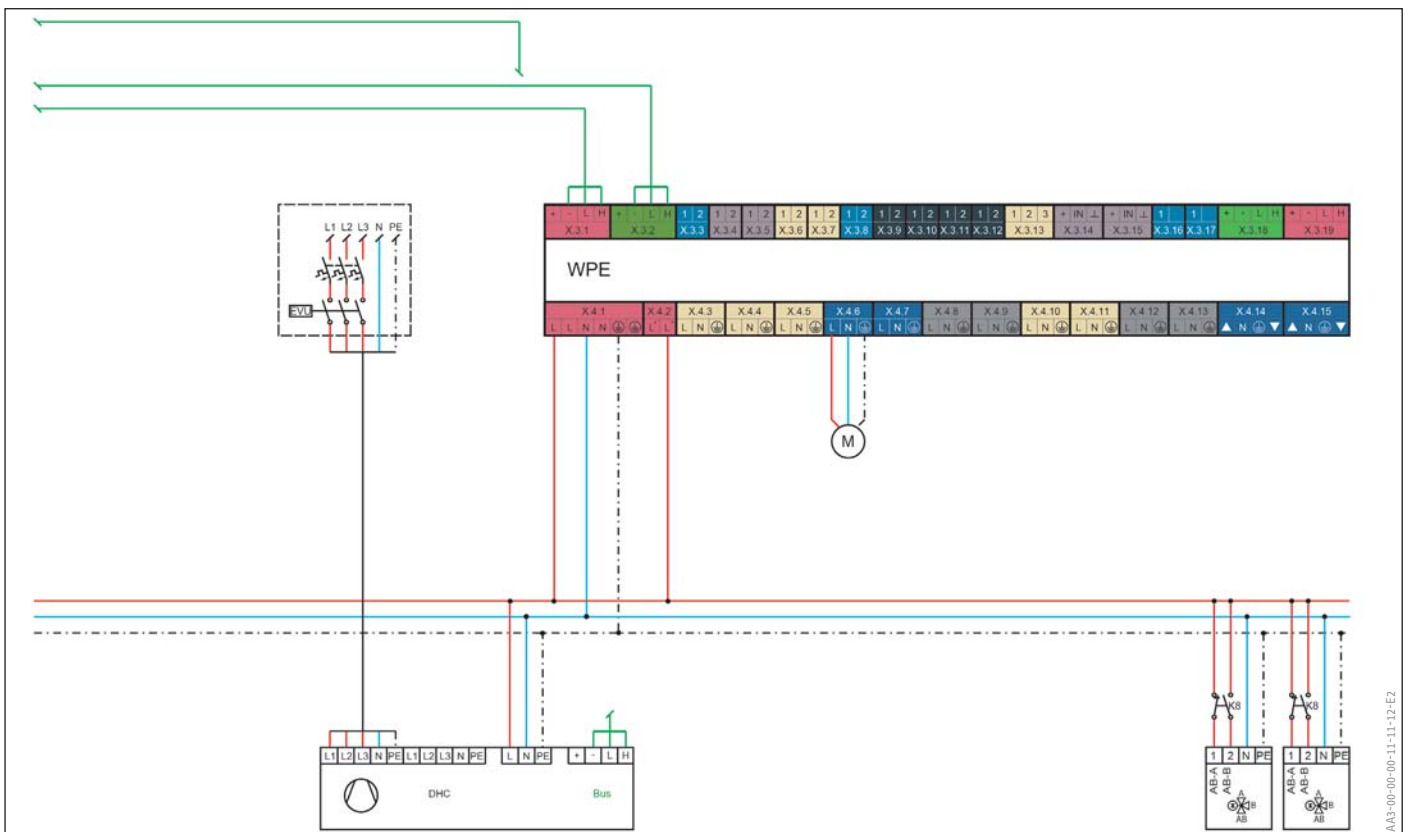 L1 L2 L3 N PE
EVU
+ - L H + - L H 1 2 1 2 1 2 1 2 1 2 1 2 1 2 1 2 1 2 1 2 1 2 3 + IN ⊥ + IN ⊥ 1 1 + - L H + - L H
X.3.1 X.3.2 X.3.3 X.3.4 X.3.5 X.3.6 X.3.7 X.3.8 X.3.9 X.3.10 X.3.11 X.3.12 X.3.13 X.3.14 X.3.15 X.3.16 X.3.17 X.3.18 X.3.19
WPE
X.4.1 X.4.2 X.4.3 X.4.4 X.4.5 X.4.6 X.4.7 X.4.8 X.4.9 X.4.10 X.4.11 X.4.12 X.4.13 X.4.14 X.4.15
L L N N L' L' L N L N L N L N L N L N L N L N L N L N L N ▲ N ▼ ▲ N ▼
M
K8 K8
L1 L2 L3 N PE L1 L2 L3 N PE L N PE + - L H
DHC
Bus
1 2 N PE
AB-A
AB-B
A
B
AB
1 2 N PE
AB-A
AB-B
A
B
AB
AA3-00-00-00-11-11-12-E2